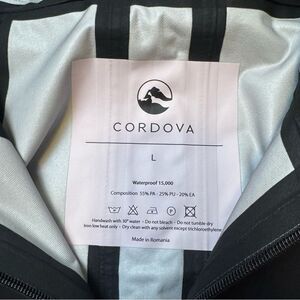 CORDOVA
L
Waterproof 15,000
Composition 55% PA - 25% PU - 20% EA
Handwash with 30° water - Do not bleach - Do not tumble dry
Iron low heat only - Dry clean with any solvent except trichloroethylene
Made in Romania